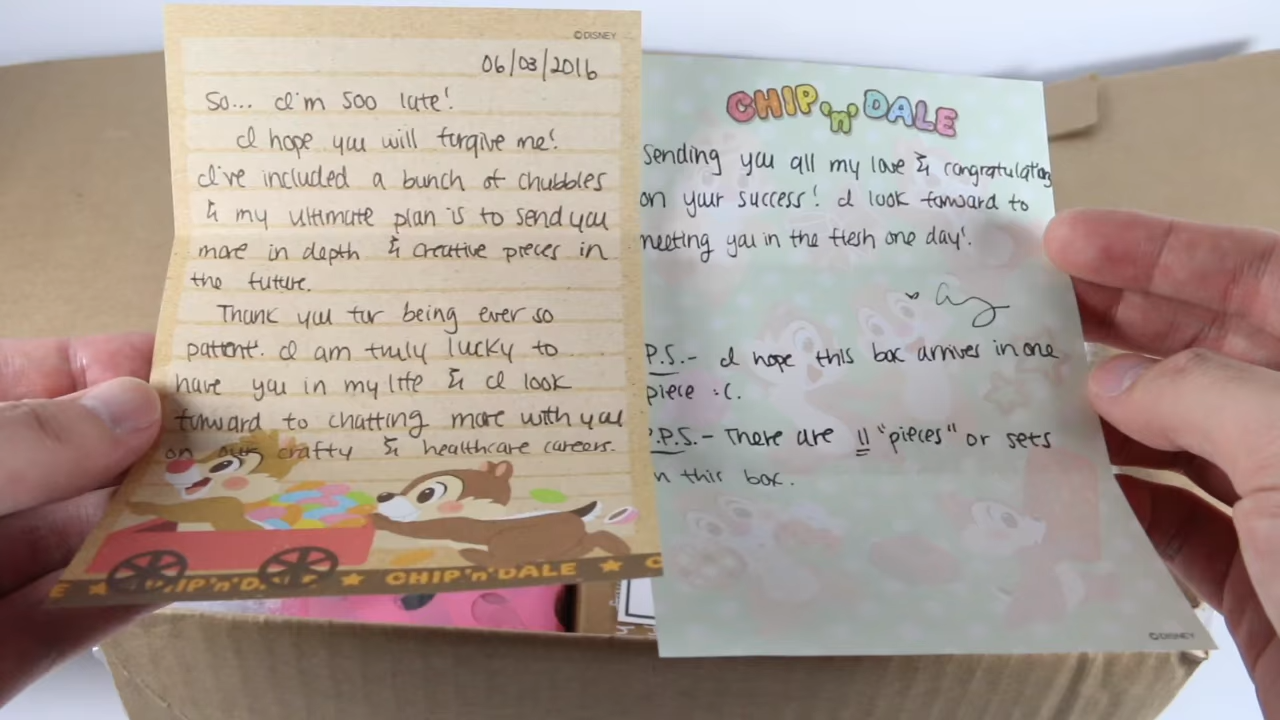 ©DISNEY
06/03/2016
So... I'm soo late!
I hope you will forgive me!
I've included a bunch of chubbles
& my ultimate plan is to send you
more in depth & creative pieces in
the future.
Thank you for being ever so
patient. I am truly lucky to
have you in my life & I look
forward to chatting more with you
on our crafty & healthcare careers.
CHIP'n'DALE
E ★ HIP'n'D ★ CHIP'n'DALE ★ C
Sending you all my love & congratulations
on your success! I look forward to
meeting you in the flesh one day!
P.S.- I hope this box arrives in one
piece :C.
P.P.S.- There are 11 "pieces" or sets
in this box.
©DISNEY